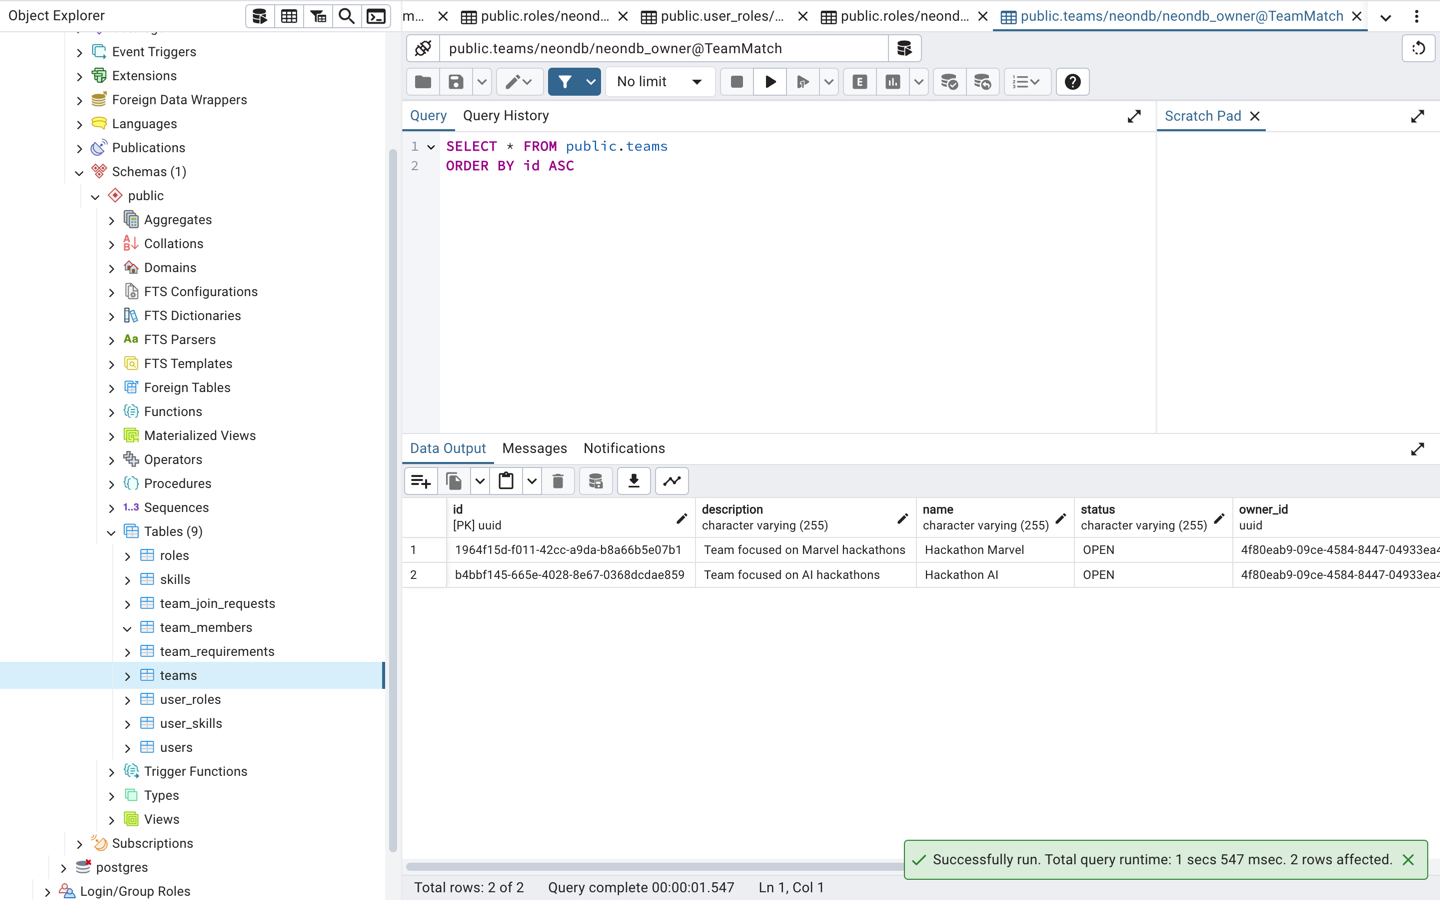 Object Explorer
Event Triggers
Extensions
Foreign Data Wrappers
Languages
Publications
Schemas (1)
public
Aggregates
Collations
Domains
FTS Configurations
FTS Dictionaries
Aa FTS Parsers
FTS Templates
Foreign Tables
Functions
Materialized Views
Operators
Procedures
1..3 Sequences
Tables (9)
roles
skills
team_join_requests
team_members
team_requirements
teams
user_roles
user_skills
users
Trigger Functions
Types
Views
Subscriptions
postgres
Login/Group Roles
m... public.roles/neond... public.user_roles/... public.roles/neond... public.teams/neondb/neondb_owner@TeamMatch
public.teams/neondb/neondb_owner@TeamMatch
No limit E
Query Query History
1 SELECT * FROM public.teams
2 ORDER BY id ASC
Scratch Pad
Data Output Messages Notifications
id description name status owner_id
[PK] uuid character varying (255) character varying (255) character varying (255) uuid
1 1964f15d-f011-42cc-a9da-b8a66b5e07b1 Team focused on Marvel hackathons Hackathon Marvel OPEN 4f80eab9-09ce-4584-8447-04933ea4
2 b4bbf145-665e-4028-8e67-0368dcdae859 Team focused on AI hackathons Hackathon AI OPEN 4f80eab9-09ce-4584-8447-04933ea4
Successfully run. Total query runtime: 1 secs 547 msec. 2 rows affected.
Total rows: 2 of 2 Query complete 00:00:01.547 Ln 1, Col 1